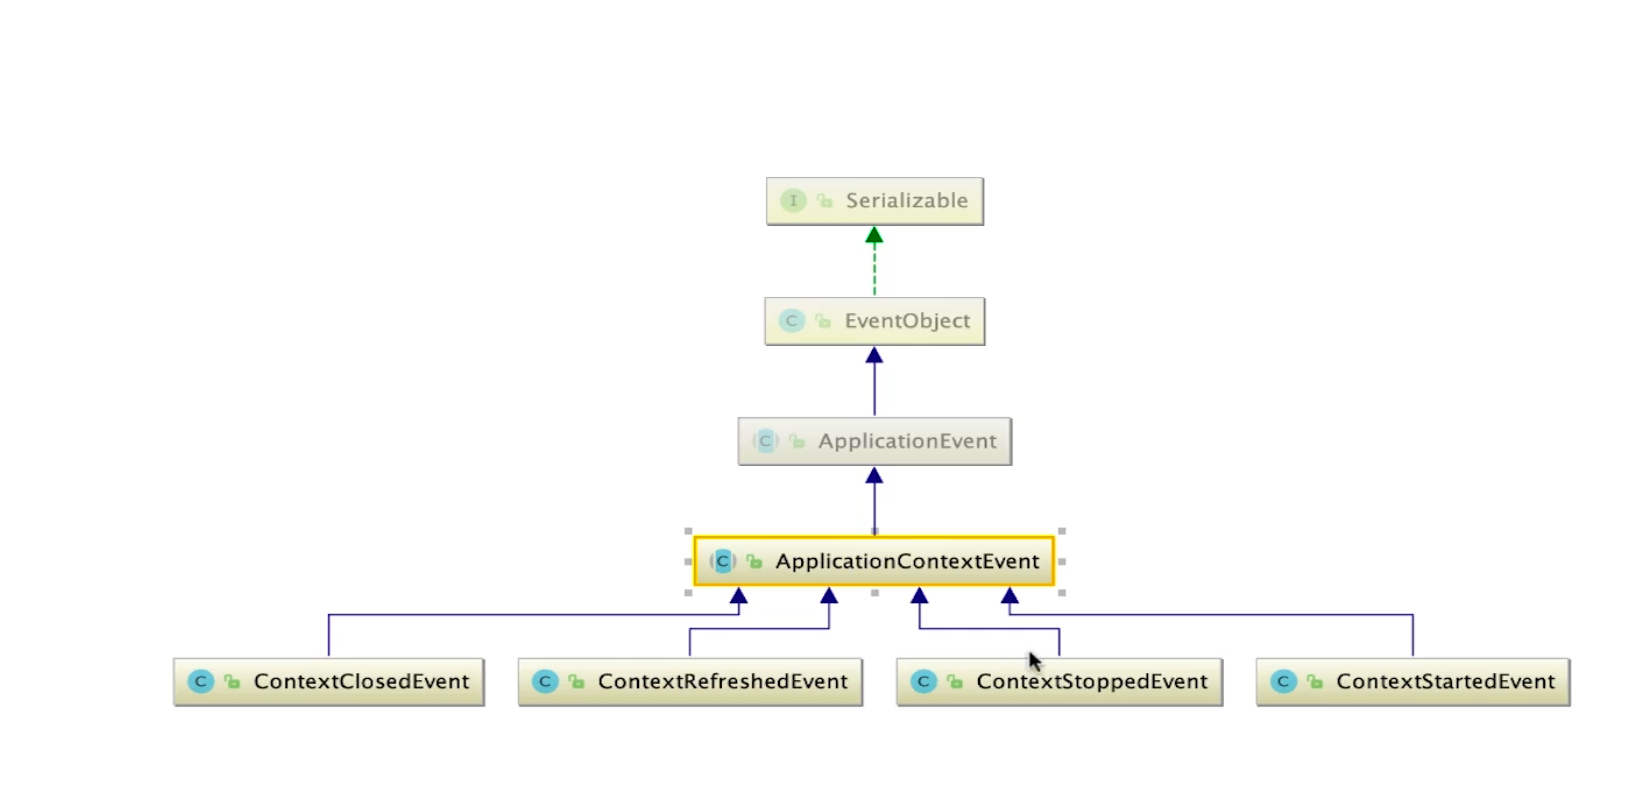 I Serializable
C EventObject
C ApplicationEvent
C ApplicationContextEvent
C ContextClosedEvent
C ContextRefreshedEvent
C ContextStoppedEvent
C ContextStartedEvent